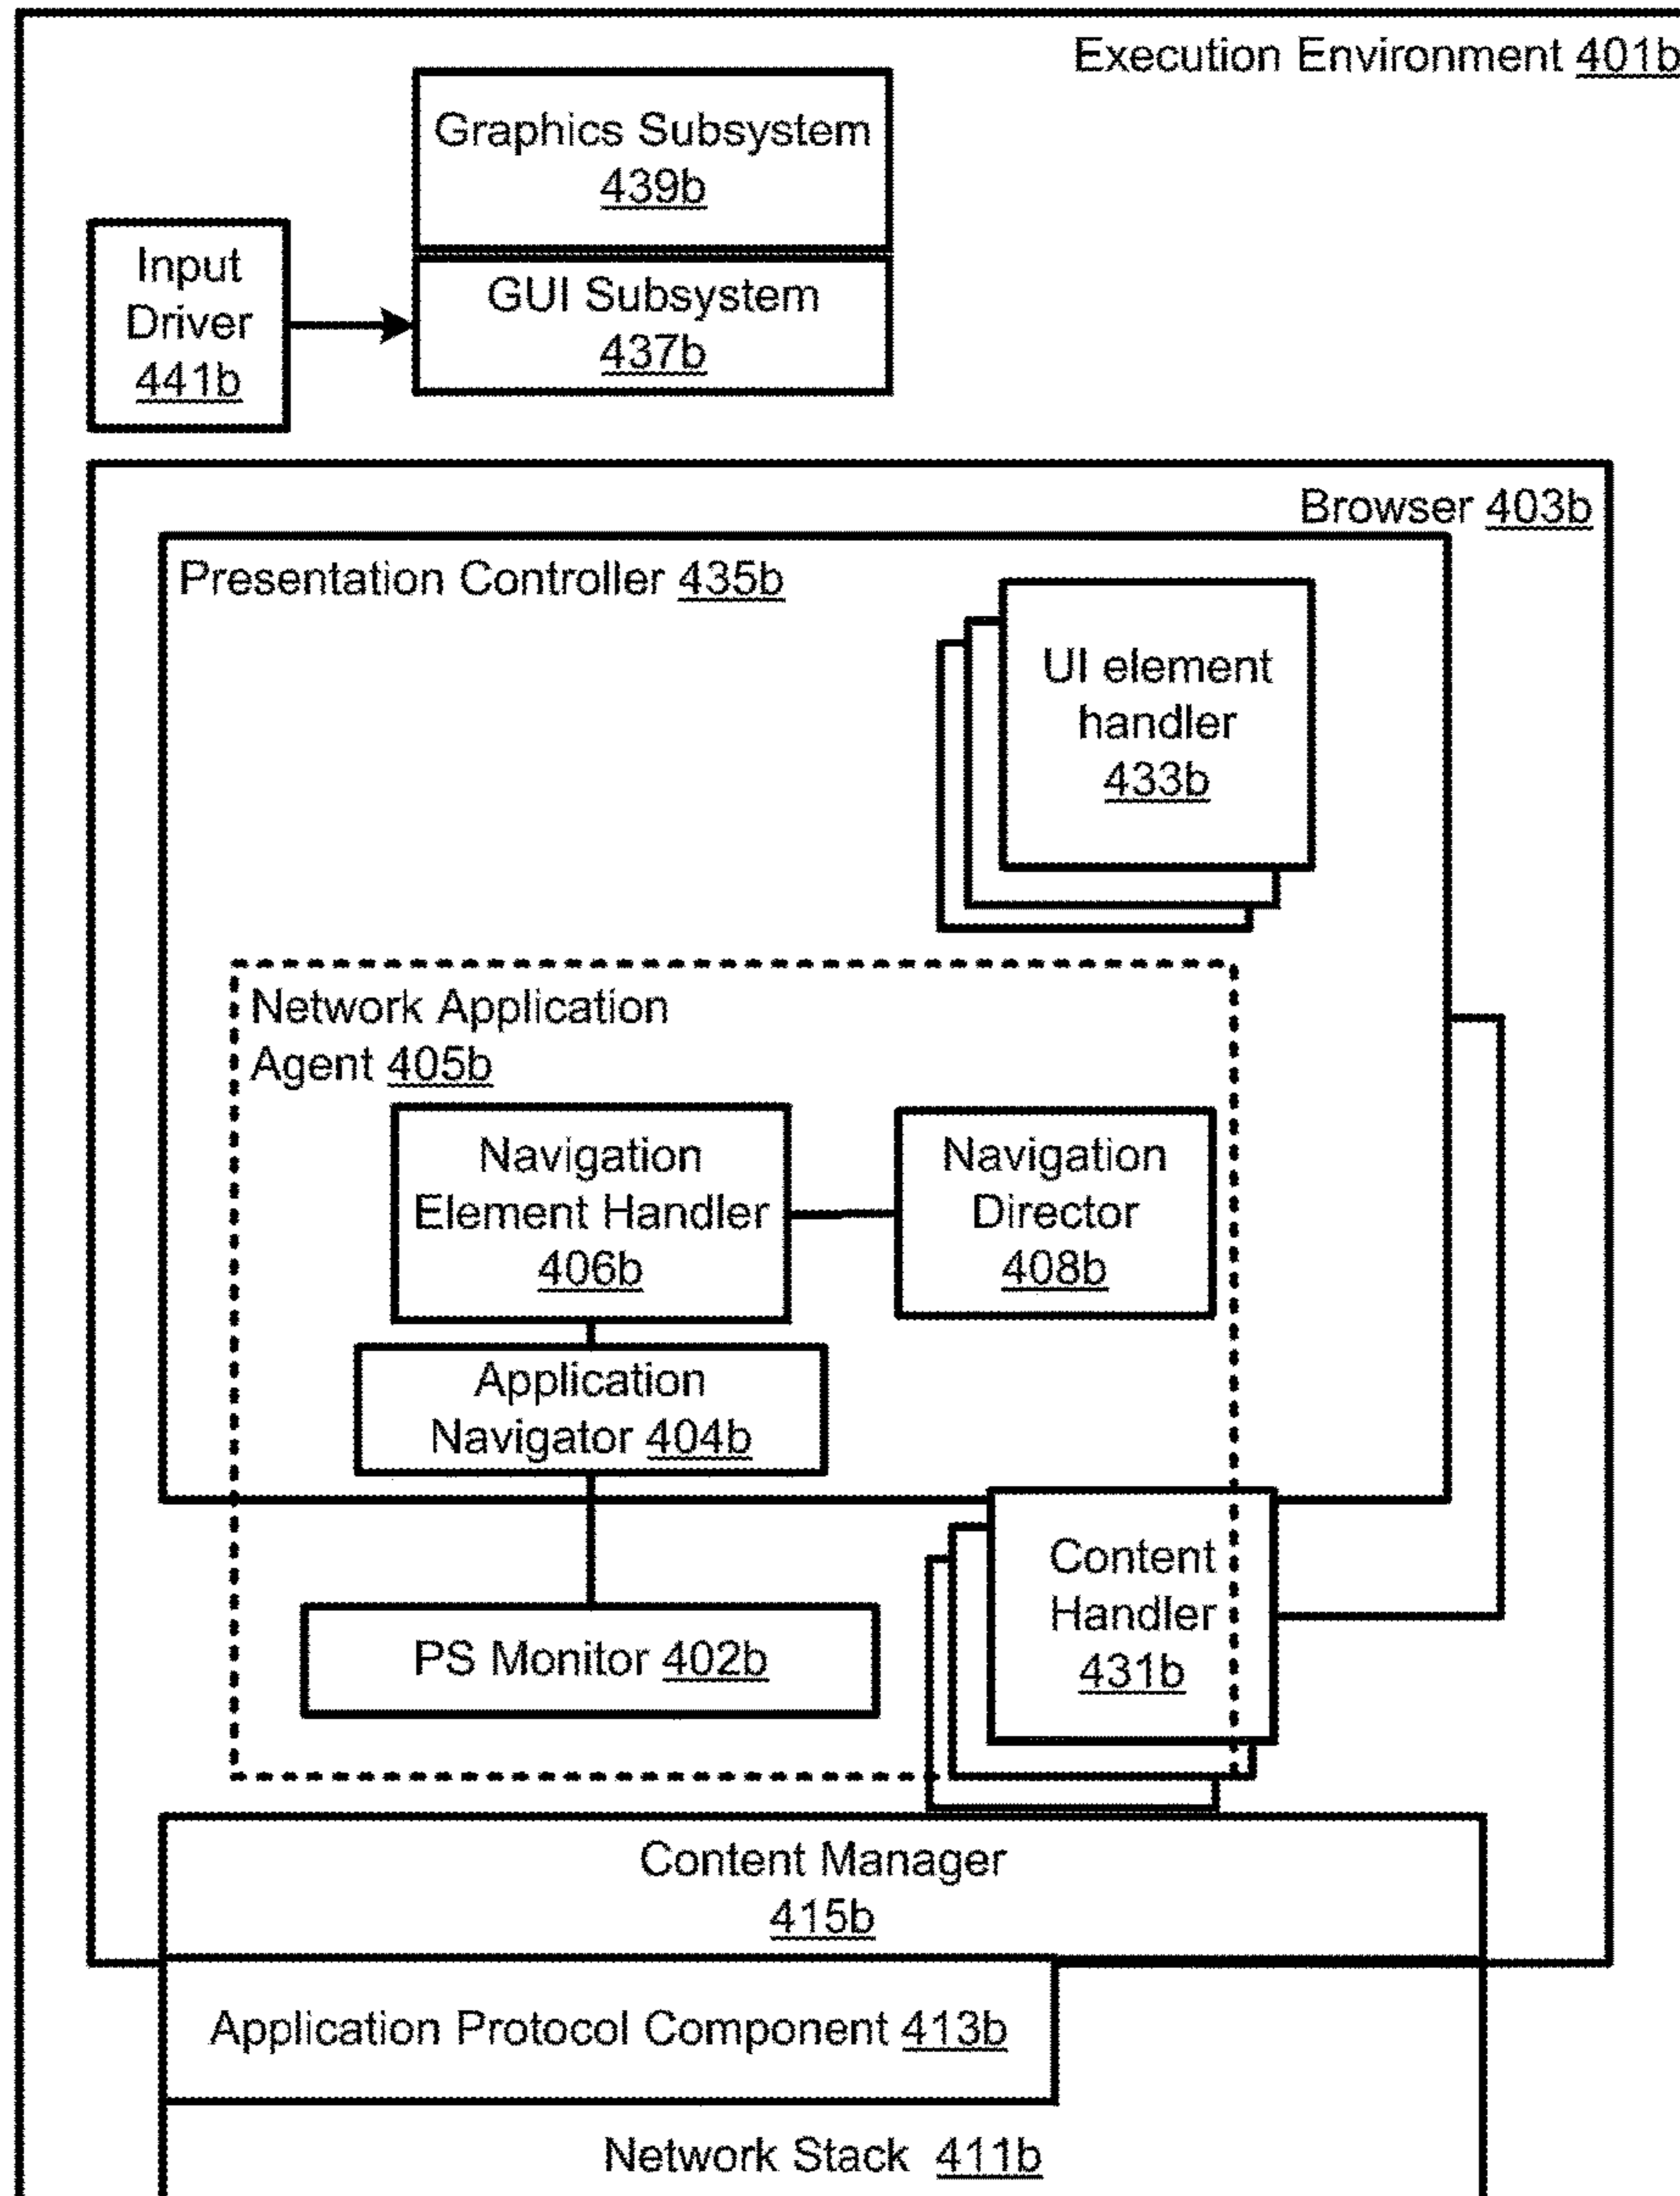 Execution Environment 401b
Graphics Subsystem
439b
Input
Driver
441b
GUI Subsystem
437b
Browser 403b
Presentation Controller 435b
UI element
handler
433b
Network Application
Agent 405b
Navigation
Element Handler
406b
Navigation
Director
408b
Application
Navigator 404b
Content
Handler
431b
PS Monitor 402b
Content Manager
415b
Application Protocol Component 413b
Network Stack 411b